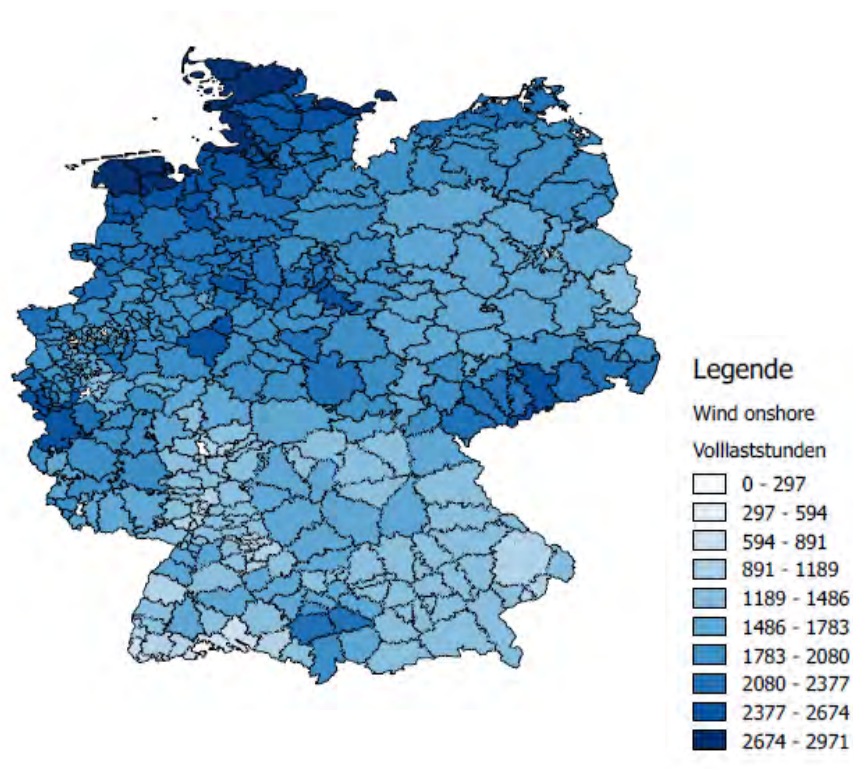 Legende
Wind onshore
Volllaststunden
0 - 297
297 - 594
594 - 891
891 - 1189
1189 - 1486
1486 - 1783
1783 - 2080
2080 - 2377
2377 - 2674
2674 - 2971